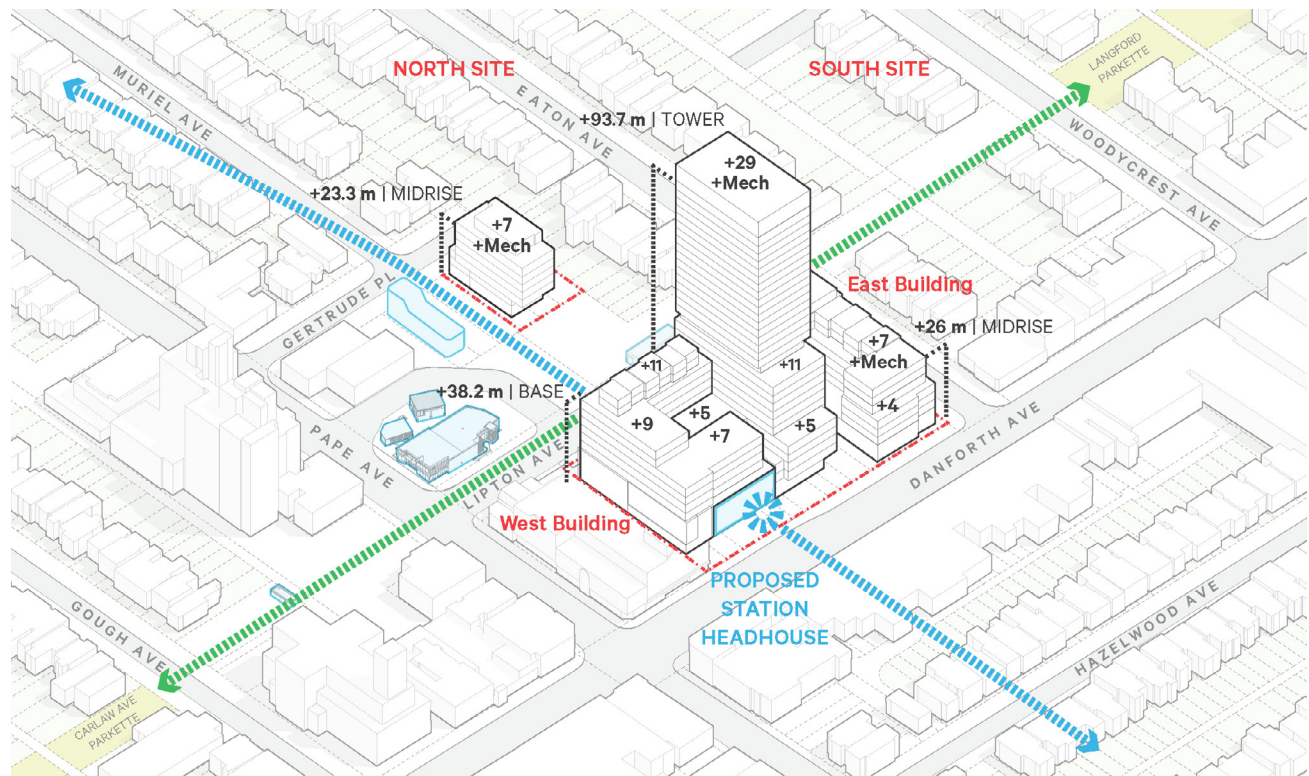 NORTH SITE
SOUTH SITE
LANGFORD
PARKETTE
MURIEL AVE
EATON AVE
WOODYCREST AVE
+93.7 m | TOWER
+29
+Mech
+23.3 m | MIDRISE
+7
+Mech
East Building
GERTRUDE PL
+26 m | MIDRISE
+7
+Mech
+11
+11
+38.2 m | BASE
+4
+5
+9
+7
+5
PAPE AVE
LIPTON AVE
DANFORTH AVE
West Building
PROPOSED
STATION
HEADHOUSE
GOUGH AVE
HAZELWOOD AVE
CARLAW AVE
PARKETTE